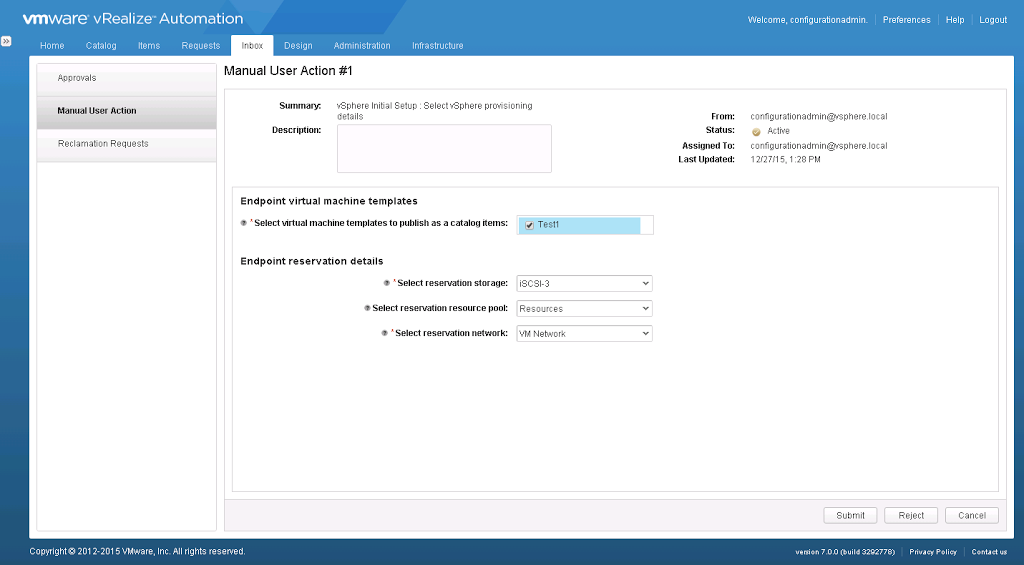 vmware® vRealize™ Automation
Welcome, configurationadmin. Preferences Help Logout
Home Catalog Items Requests Inbox Design Administration Infrastructure
Approvals
Manual User Action
Reclamation Requests
Manual User Action #1
Summary: vSphere Initial Setup : Select vSphere provisioning
details
Description:
From: configurationadmin@vsphere.local
Status: Active
Assigned To: configurationadmin@vsphere.local
Last Updated: 12/27/15, 1:28 PM
Endpoint virtual machine templates
* Select virtual machine templates to publish as a catalog items: Test1
Endpoint reservation details
* Select reservation storage: iSCSI-3
Select reservation resource pool: Resources
* Select reservation network: VM Network
Submit Reject Cancel
Copyright © 2012-2015 VMware, Inc. All rights reserved.
version 7.0.0 (build 3292778) Privacy Policy Contact us